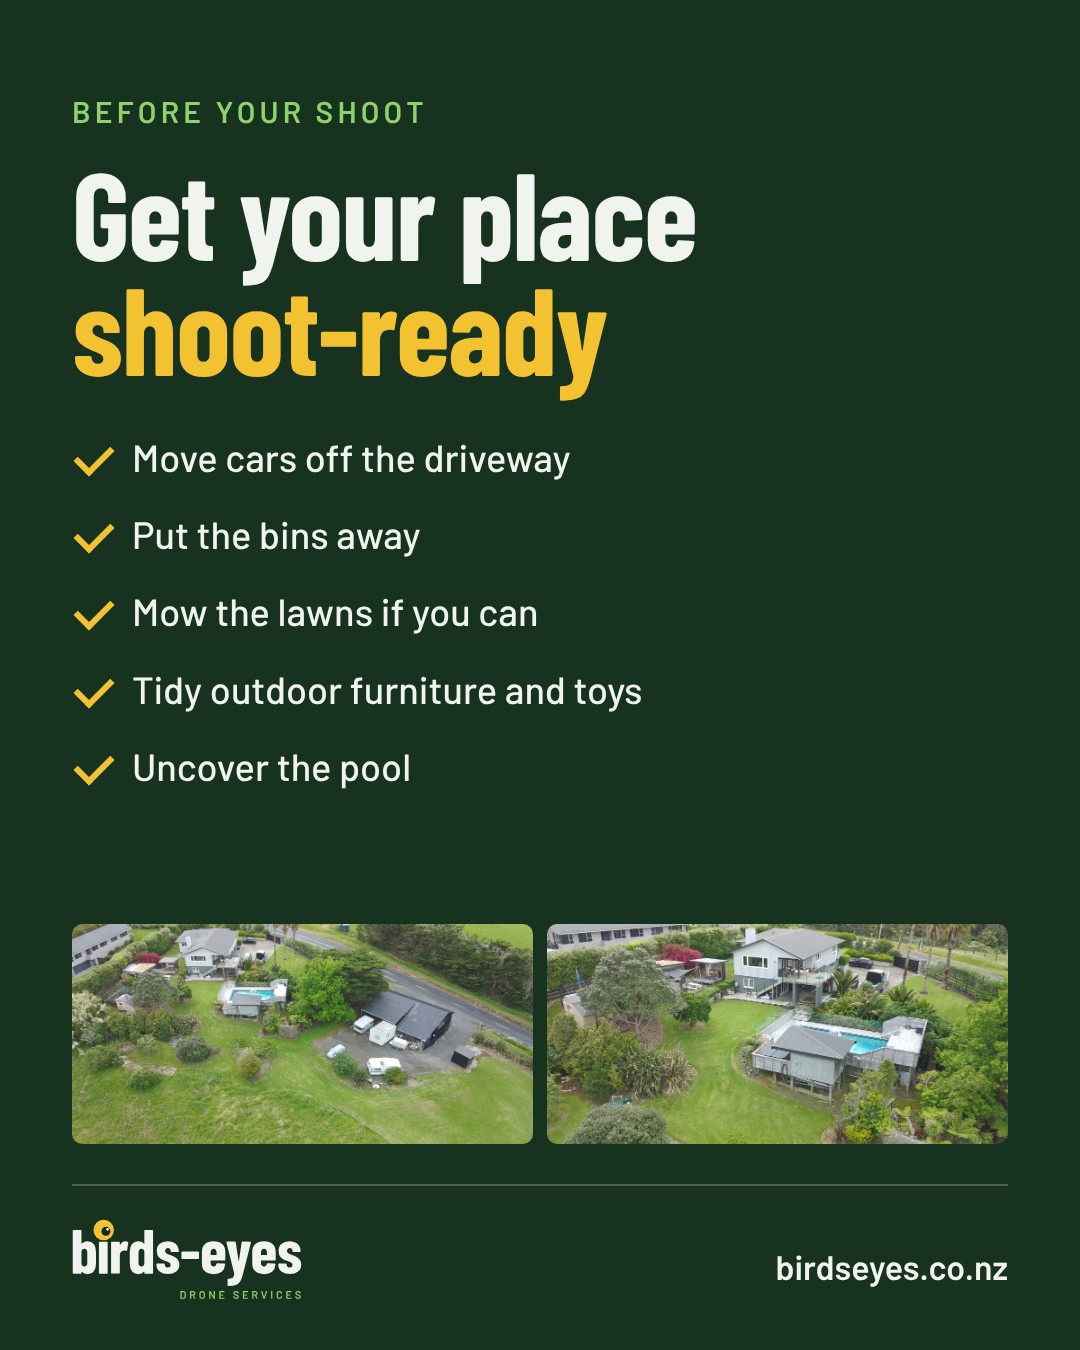 BEFORE YOUR SHOOT
Get your place
shoot-ready
Move cars off the driveway
Put the bins away
Mow the lawns if you can
Tidy outdoor furniture and toys
Uncover the pool
birds-eyes
DRONE SERVICES
birdseyes.co.nz